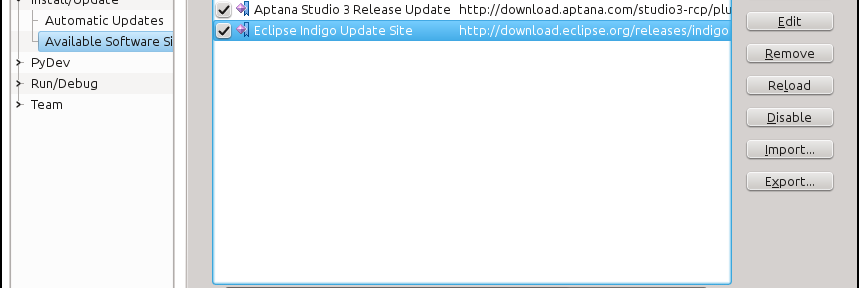 Install/Update
Automatic Updates
Available Software Si
PyDev
Run/Debug
Team
Aptana Studio 3 Release Update http://download.aptana.com/studio3-rcp/plu
Eclipse Indigo Update Site http://download.eclipse.org/releases/indigo
Edit
Remove
Reload
Disable
Import...
Export...